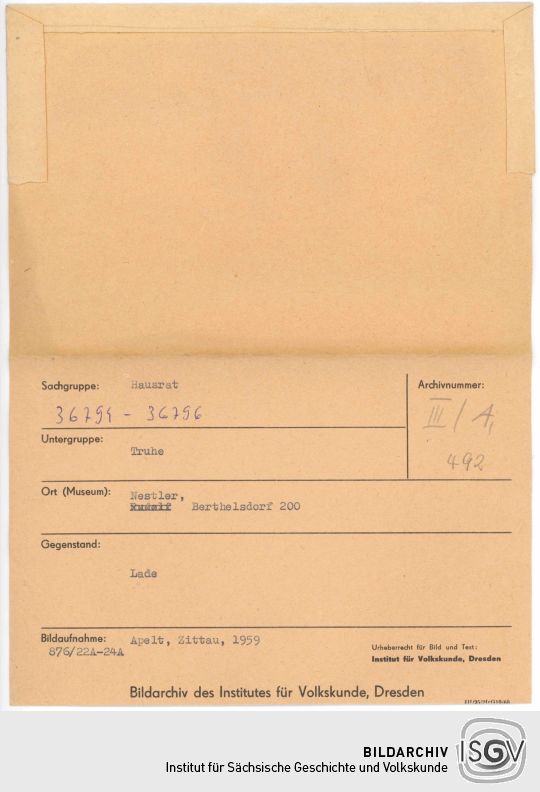 Sachgruppe: Hausrat
Archivnummer:
36794 - 36796
III/A,
492
Untergruppe:
Truhe
Ort (Museum): Nestler,
Berthelsdorf 200
Gegenstand:
Lade
Bildaufnahme: Apelt, Zittau, 1959
876/22A-24A
Urheberrecht für Bild und Text:
Institut für Volkskunde, Dresden
Bildarchiv des Institutes für Volkskunde, Dresden
BILDARCHIV
Institut für Sächsische Geschichte und Volkskunde
ISGV